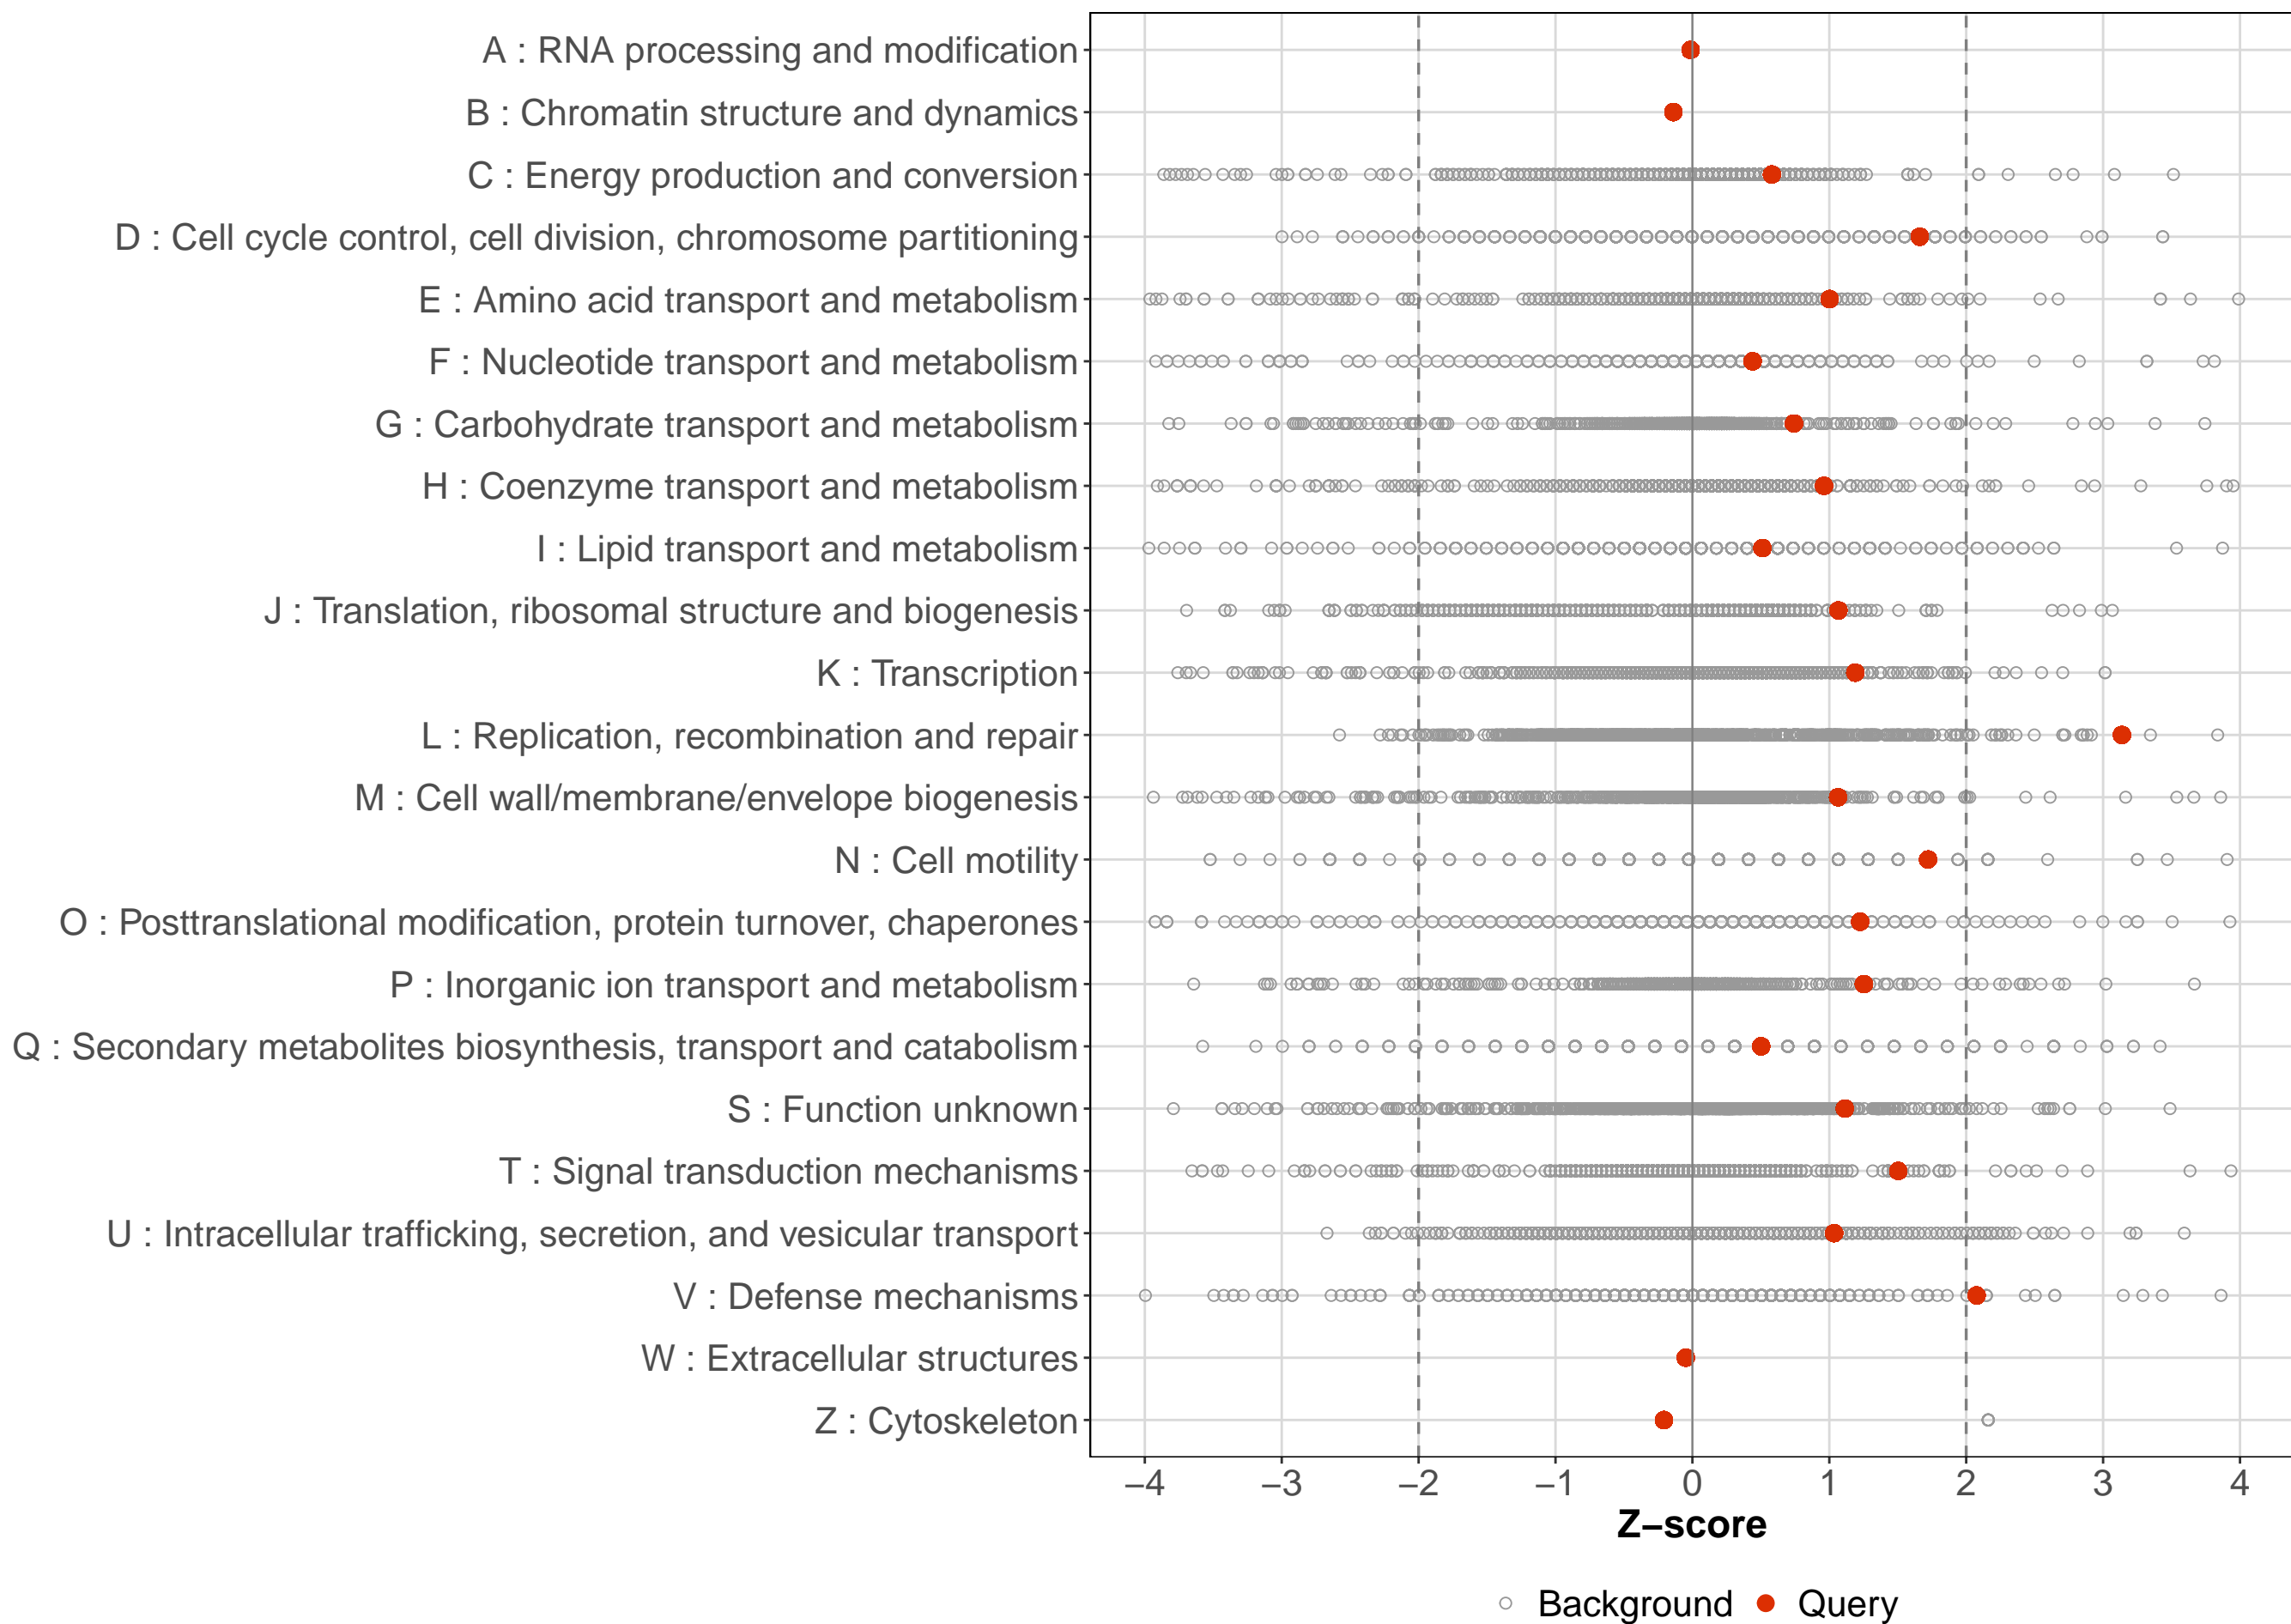 A : RNA processing and modification
B : Chromatin structure and dynamics
C : Energy production and conversion
D : Cell cycle control, cell division, chromosome partitioning
E : Amino acid transport and metabolism
F : Nucleotide transport and metabolism
G : Carbohydrate transport and metabolism
H : Coenzyme transport and metabolism
I : Lipid transport and metabolism
J : Translation, ribosomal structure and biogenesis
K : Transcription
L : Replication, recombination and repair
M : Cell wall/membrane/envelope biogenesis
N : Cell motility
O : Posttranslational modification, protein turnover, chaperones
P : Inorganic ion transport and metabolism
Q : Secondary metabolites biosynthesis, transport and catabolism
S : Function unknown
T : Signal transduction mechanisms
U : Intracellular trafficking, secretion, and vesicular transport
V : Defense mechanisms
W : Extracellular structures
Z : Cytoskeleton
−4 −3 −2 −1 0 1 2 3 4
Z−score
Background Query